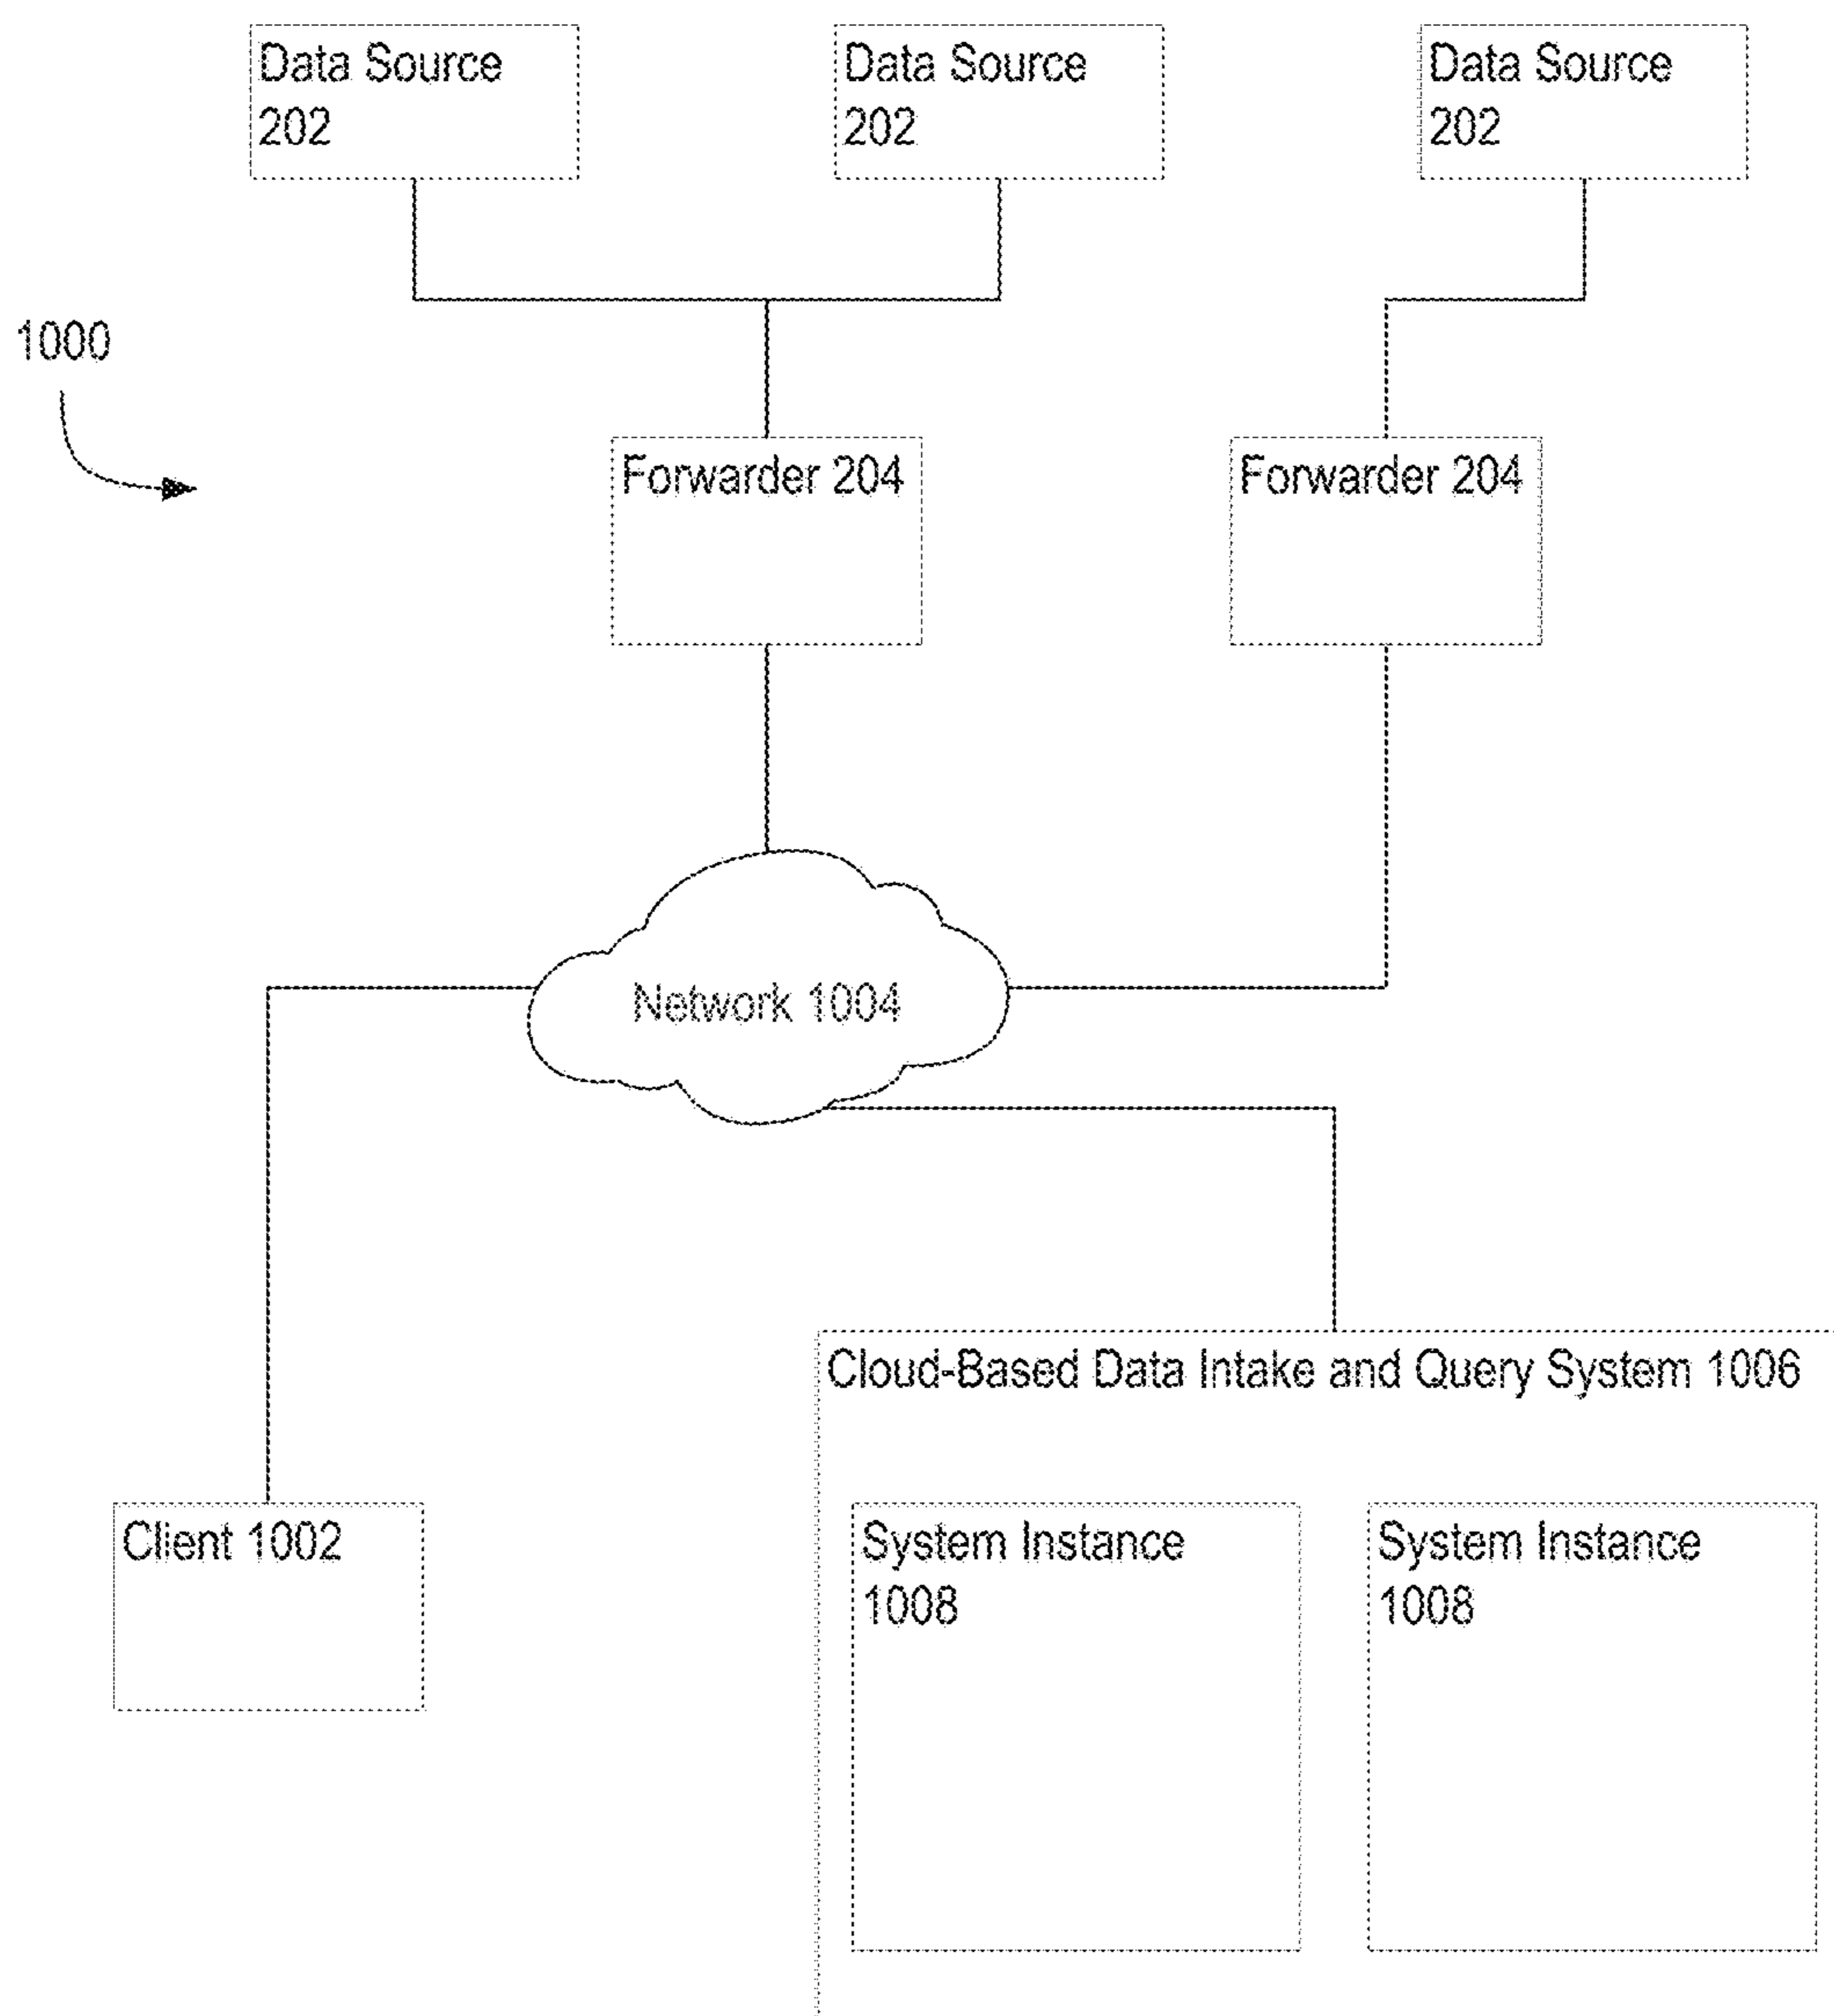 Data Source
202
Data Source
202
Data Source
202
1000
Forwarder 204
Forwarder 204
Network 1004
Cloud-Based Data Intake and Query System 1006
Client 1002
System Instance
1008
System Instance
1008